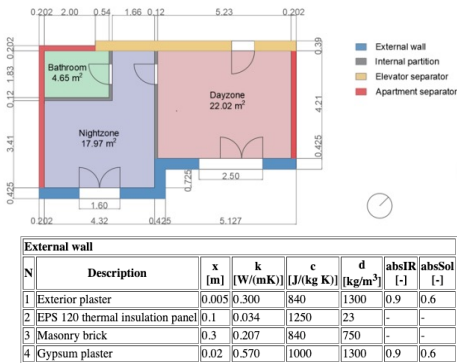 0.202 2.00 0.54 1.66 0.12 5.23 0.202
0.202
1.83
0.12
3.41
0.425
Bathroom
4.65 m²
Nightzone
17.97 m²
Dayzone
22.02 m²
0.39
4.21
0.425
0.725
2.50
1.60
0.202 4.32 0.425 5.127
External wall
Internal partition
Elevator separator
Apartment separator
External wall
N Description x [m] k [W/(mK)] c [J/(kg K)] d [kg/m³] absIR [-] absSol [-]
1 Exterior plaster 0.005 0.300 840 1300 0.9 0.6
2 EPS 120 thermal insulation panel 0.1 0.034 1250 23 - -
3 Masonry brick 0.3 0.207 840 750 - -
4 Gypsum plaster 0.02 0.570 1000 1300 0.9 0.6